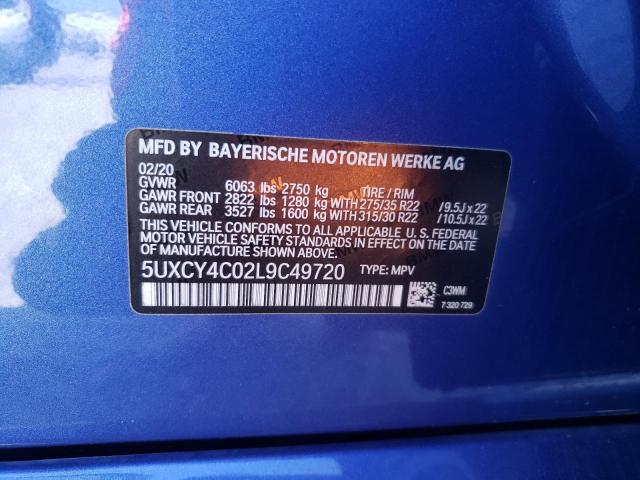 MFD BY BAYERISCHE MOTOREN WERKE AG
02/20
GVWR 6063 lbs 2750 kg TIRE / RIM
GAWR FRONT 2822 lbs 1280 kg WITH 275/35 R22 /9.5J x 22
GAWR REAR 3527 lbs 1600 kg WITH 315/30 R22 /10.5J x 22
THIS VEHICLE CONFORMS TO ALL APPLICABLE U. S. FEDERAL
MOTOR VEHICLE SAFETY STANDARDS IN EFFECT ON THE DATE
OF MANUFACTURE SHOWN ABOVE.
5UXCY4C02L9C49720 TYPE: MPV
C3WM
7 320 729